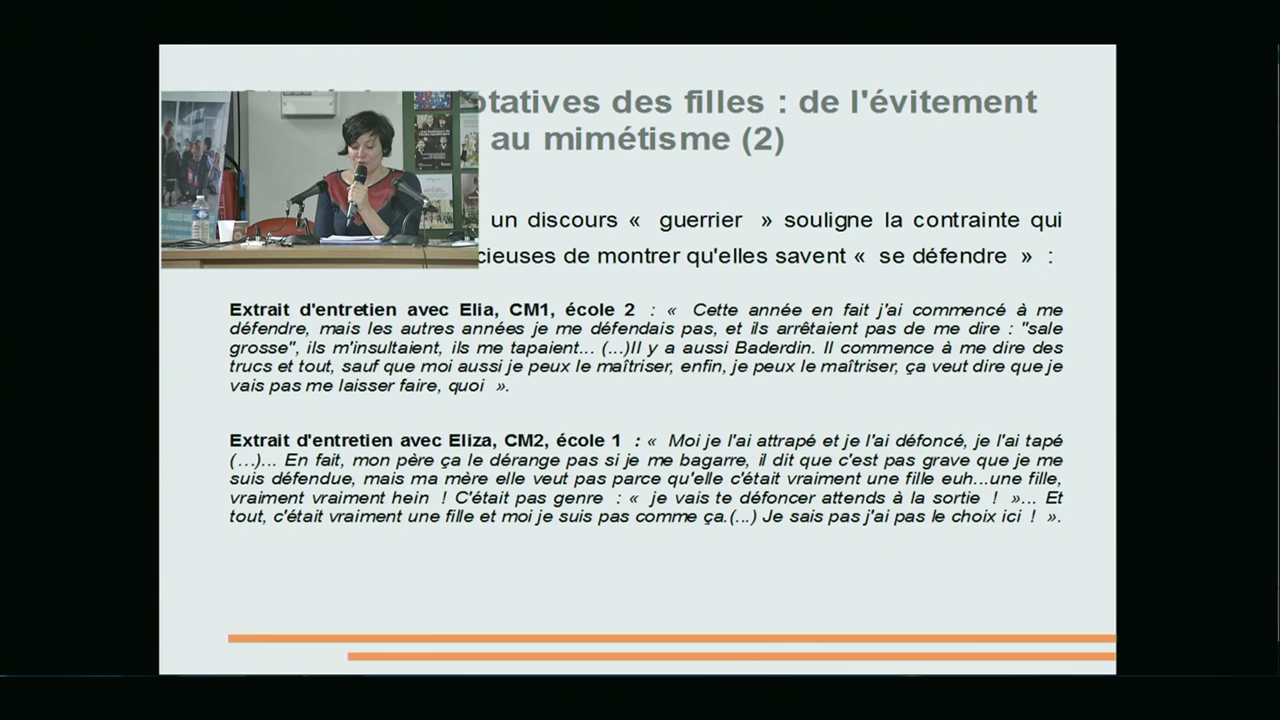 otatives des filles : de l'évitement
au mimétisme (2)
un discours « guerrier » souligne la contrainte qui
cieuses de montrer qu'elles savent « se défendre » :
Extrait d'entretien avec Elia, CM1, école 2 : « Cette année en fait j'ai commencé à me
défendre, mais les autres années je me défendais pas, et ils arrêtaient pas de me dire : "sale
grosse", ils m'insultaient, ils me tapaient... (...)Il y a aussi Baderdin. Il commence à me dire des
trucs et tout, sauf que moi aussi je peux le maîtriser, enfin, je peux le maîtriser, ça veut dire que je
vais pas me laisser faire, quoi ».
Extrait d'entretien avec Eliza, CM2, école 1 : « Moi je l'ai attrapé et je l'ai défoncé, je l'ai tapé
(...)... En fait, mon père ça le dérange pas si je me bagarre, il dit que c'est pas grave que je me
suis défendue, mais ma mère elle veut pas parce qu'elle c'était vraiment une fille euh...une fille,
vraiment vraiment hein ! C'était pas genre : « je vais te défoncer attends à la sortie ! »... Et
tout, c'était vraiment une fille et moi je suis pas comme ça.(...) Je sais pas j'ai pas le choix ici ! ».